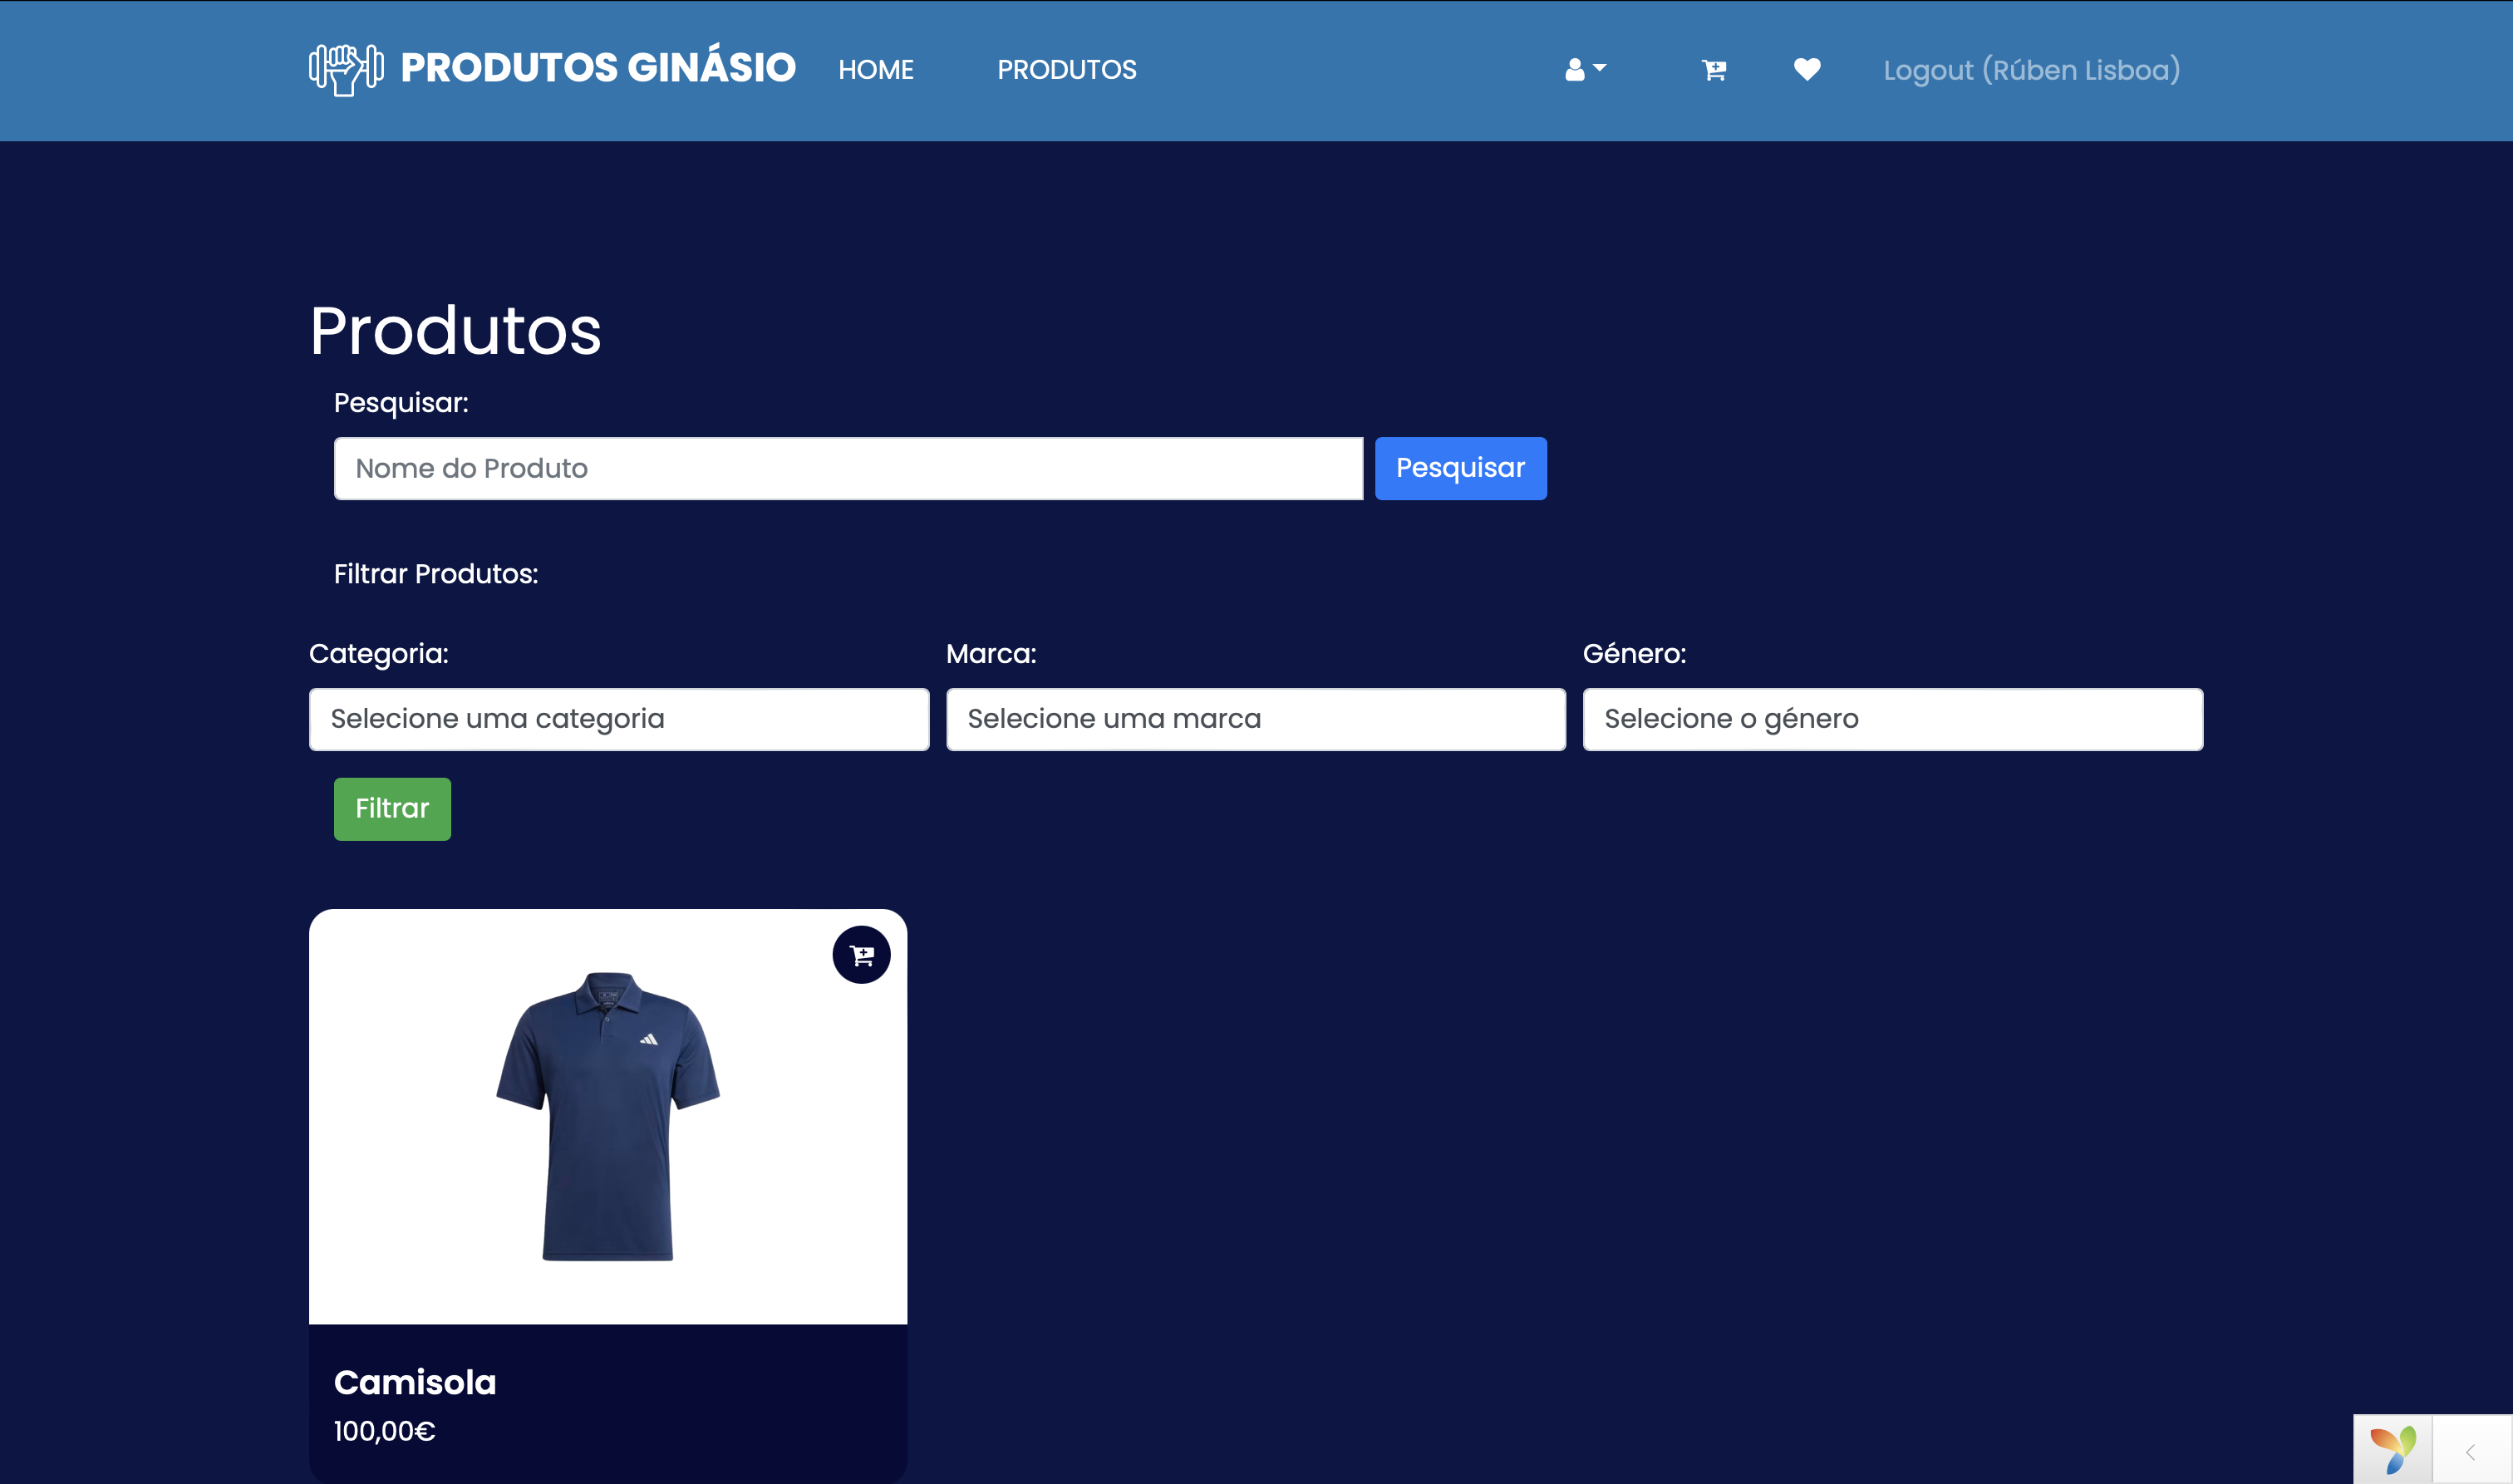 PRODUTOS GINÁSIO HOME PRODUTOS Logout (Rúben Lisboa)
Produtos
Pesquisar:
Nome do Produto Pesquisar
Filtrar Produtos:
Categoria: Marca: Género:
Selecione uma categoria Selecione uma marca Selecione o género
Filtrar
Camisola
100,00€